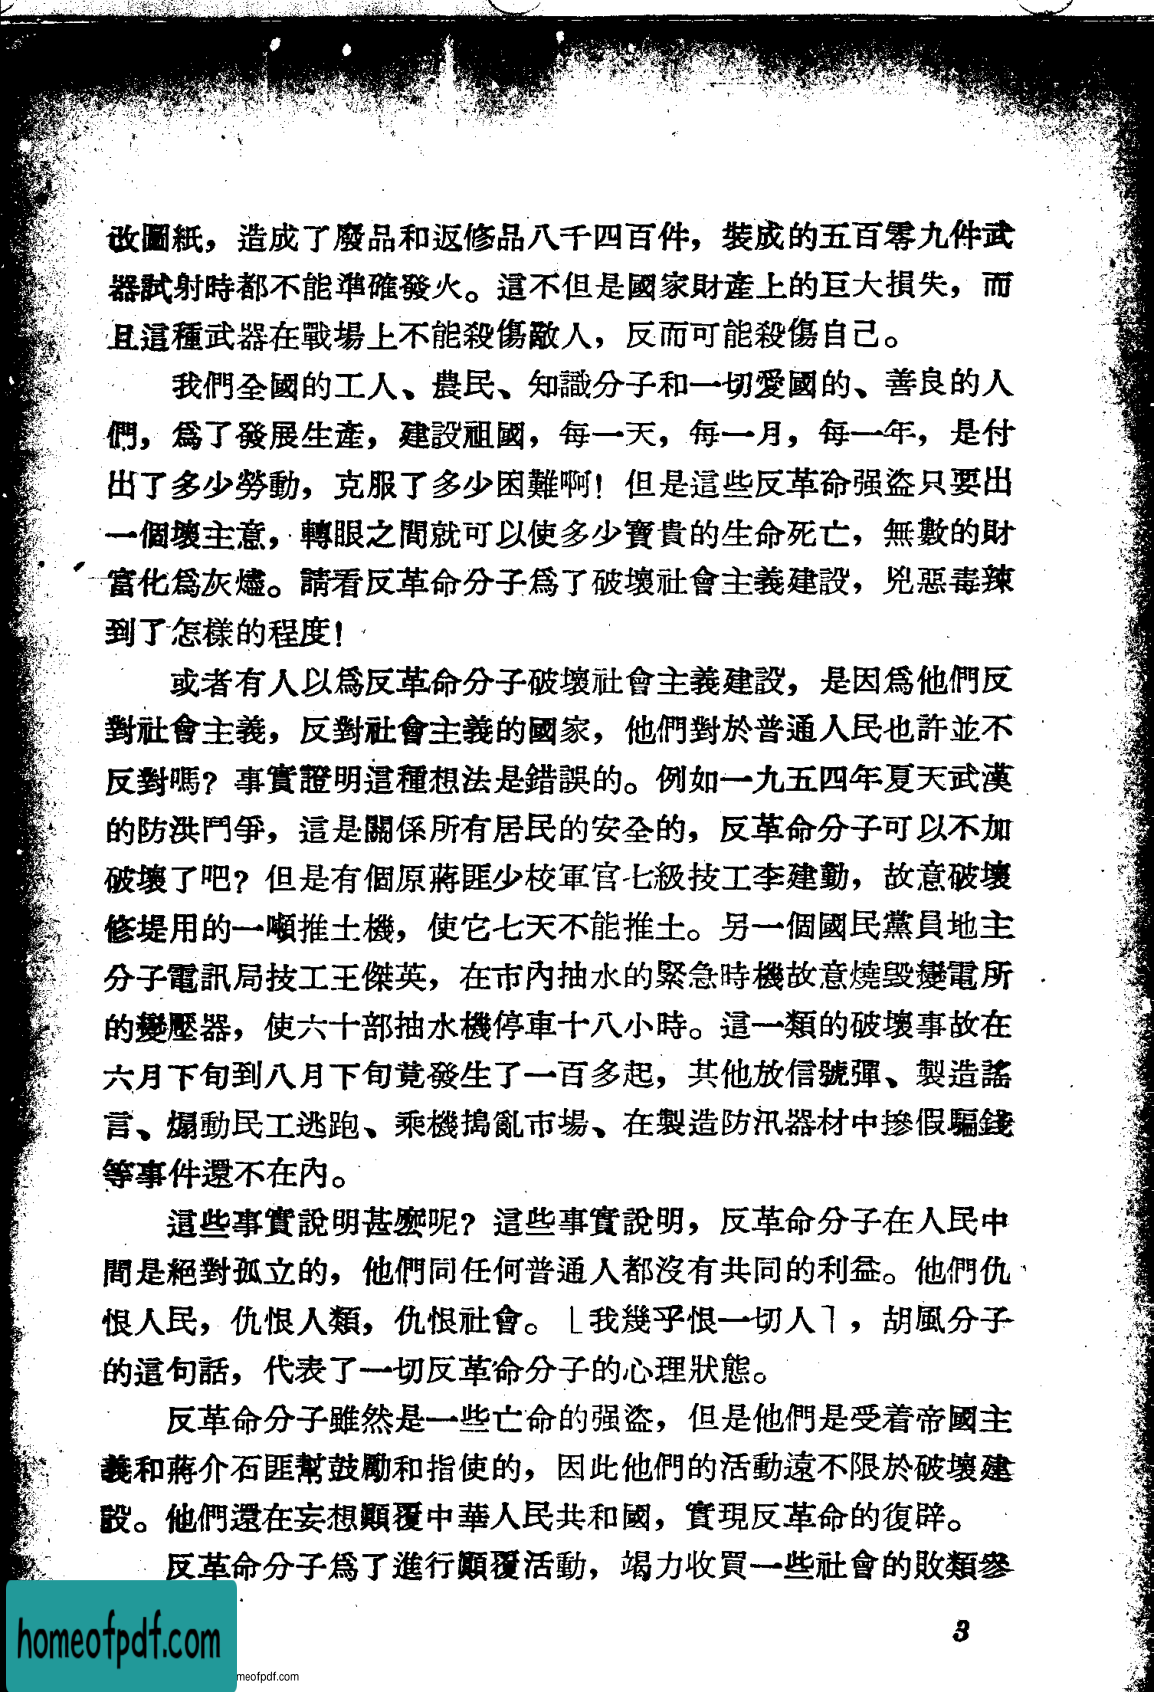 改圖紙，造成了廢品和返修品八千四百件，裝成的五百零九件武
器試射時都不能準確發火。這不但是國家財產上的巨大損失，而
且這種武器在戰場上不能殺傷敵人，反而可能殺傷自己。
我們全國的工人、農民、知識分子和一切愛國的、善良的人
們，爲了發展生產，建設祖國，每一天，每一月，每一年，是付
出了多少勞動，克服了多少困難啊！但是這些反革命强盜只要出
一個壞主意，轉眼之間就可以使多少寶貴的生命死亡，無數的財
富化爲灰燼。請看反革命分子爲了破壞社會主義建設，兇惡毒辣
到了怎樣的程度！
或者有人以爲反革命分子破壞社會主義建設，是因爲他們反
對社會主義，反對社會主義的國家，他們對於普通人民也許並不
反對嗎？事實證明這種想法是錯誤的。例如一九五四年夏天武漢
的防洪鬥爭，這是關係所有居民的安全的，反革命分子可以不加
破壞了吧？但是有個原蔣匪少校軍官七級技工李建勳，故意破壞
修堤用的一噸推土機，使它七天不能推土。另一個國民黨員地主
分子電訊局技工王傑英，在市內抽水的緊急時機故意燒毀變電所
的變壓器，使六十部抽水機停車十八小時。這一類的破壞事故在
六月下旬到八月下旬竟發生了一百多起，其他放信號彈、製造謠
言、煽動民工逃跑、乘機搗亂市場、在製造防汛器材中摻假騙錢
等事件還不在內。
這些事實說明甚麽呢？這些事實說明，反革命分子在人民中
間是絕對孤立的，他們同任何普通人都沒有共同的利益。他們仇
恨人民，仇恨人類，仇恨社會。⌊我幾乎恨一切人⌉，胡風分子
的這句話，代表了一切反革命分子的心理狀態。
反革命分子雖然是一些亡命的强盜，但是他們是受着帝國主
義和蔣介石匪幫鼓勵和指使的，因此他們的活動遠不限於破壞建
設。他們還在妄想顚覆中華人民共和國，實現反革命的復辟。
反革命分子爲了進行顚覆活動，竭力收買一些社會的敗類參
3
homeofpdf.com
meofpdf.com